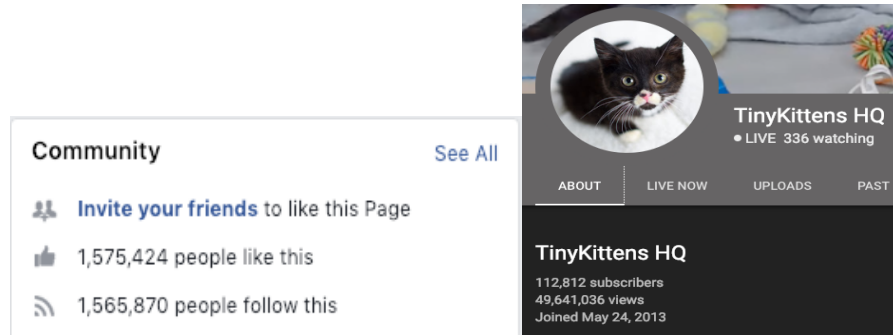 Community
See All
Invite your friends to like this Page
1,575,424 people like this
1,565,870 people follow this
TinyKittens HQ
LIVE 336 watching
ABOUT
LIVE NOW
UPLOADS
PAST
TinyKittens HQ
112,812 subscribers
49,641,036 views
Joined May 24, 2013